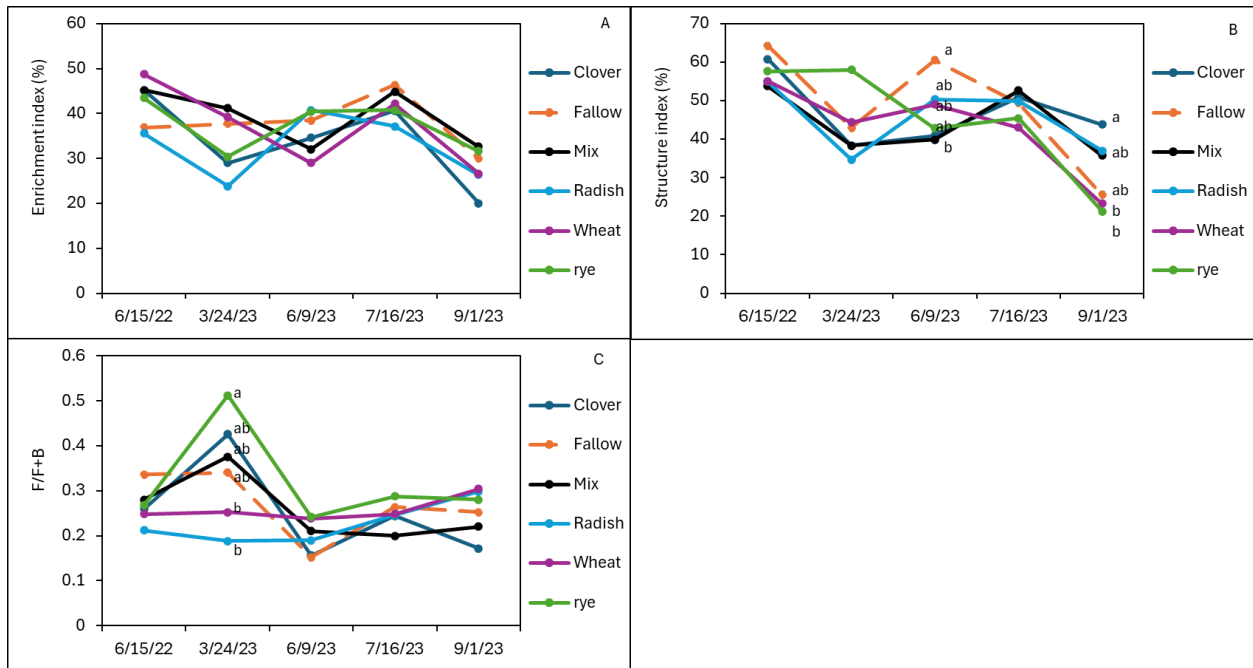 A
Enrichment index (%)
60
50
40
30
20
10
0
6/15/22 3/24/23 6/9/23 7/16/23 9/1/23
Clover
Fallow
Mix
Radish
Wheat
rye
B
Structure index (%)
70
60
50
40
30
20
10
0
a
ab
ab
ab
b
a
ab
ab
b
b
6/15/22 3/24/23 6/9/23 7/16/23 9/1/23
Clover
Fallow
Mix
Radish
Wheat
rye
C
F/F+B
0.6
0.5
0.4
0.3
0.2
0.1
0
a
ab
ab
ab
b
b
6/15/22 3/24/23 6/9/23 7/16/23 9/1/23
Clover
Fallow
Mix
Radish
Wheat
rye